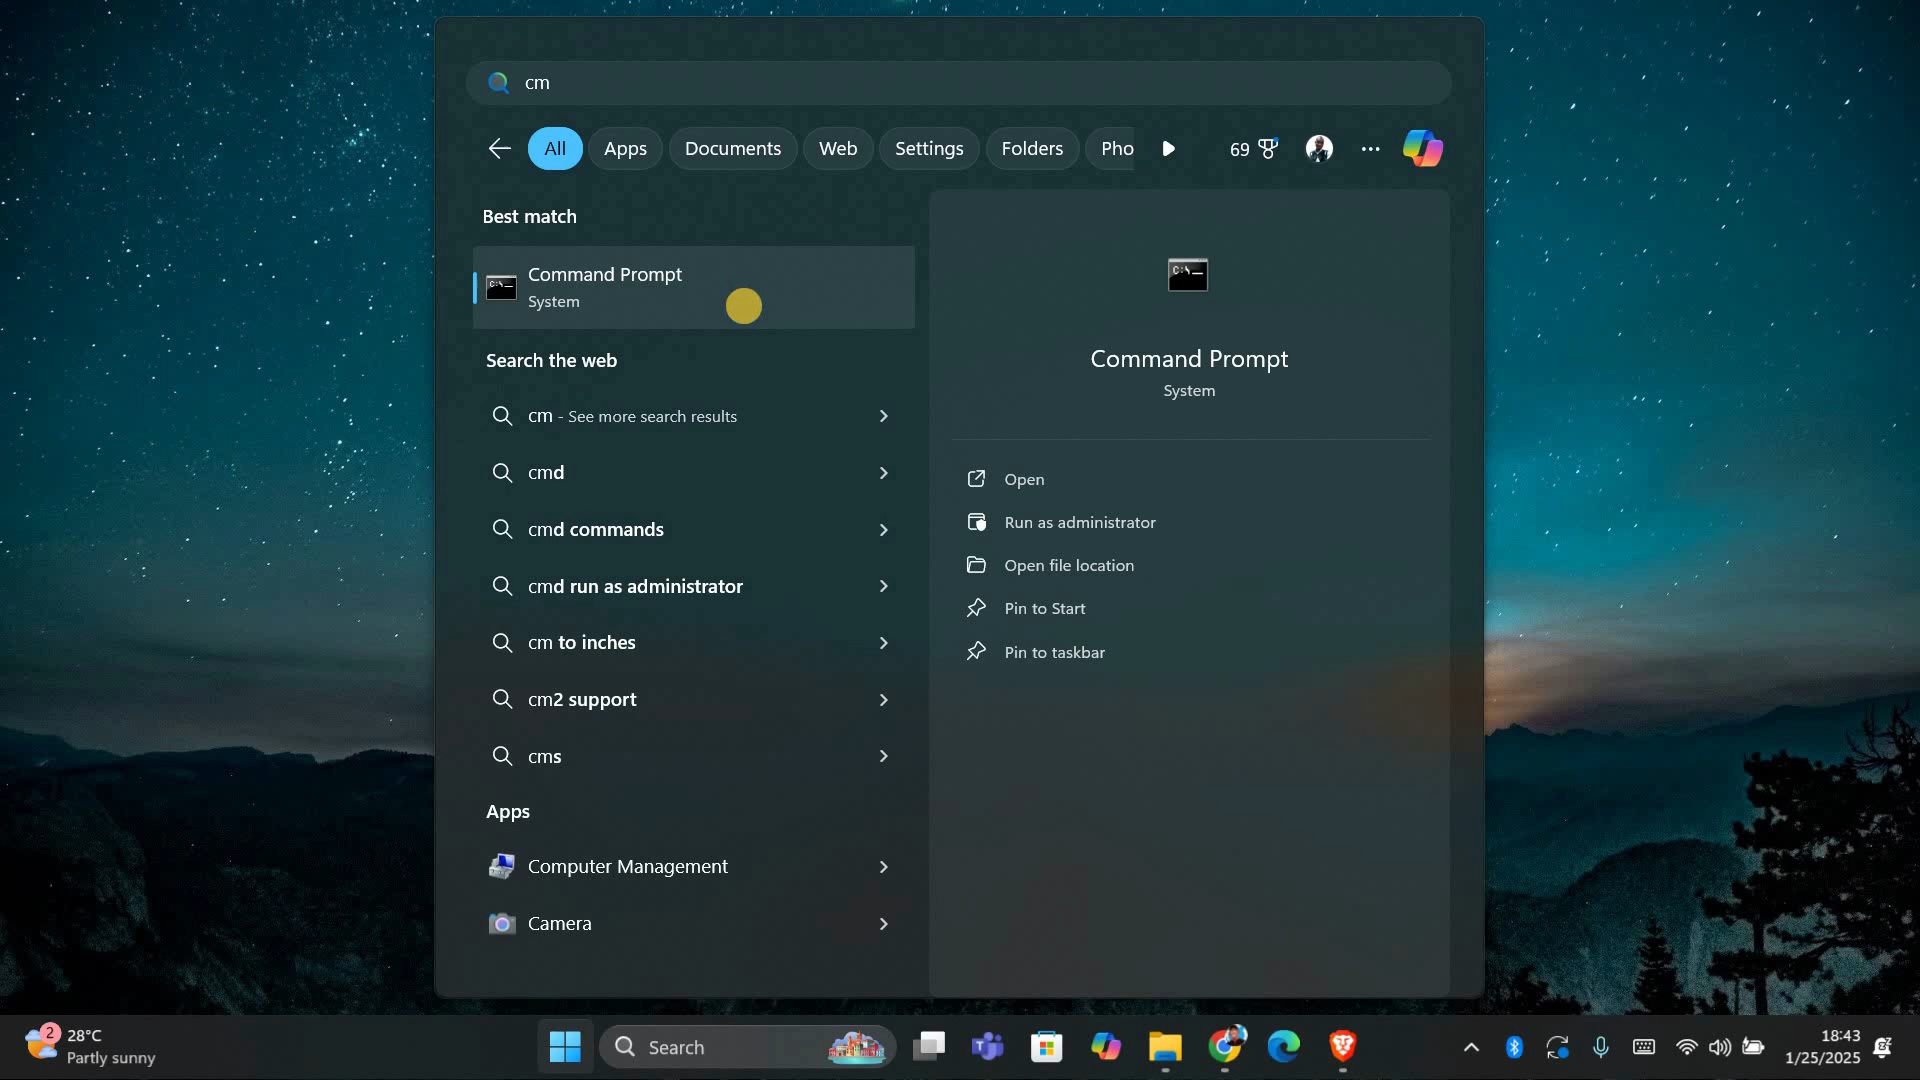 cm
All Apps Documents Web Settings Folders Pho 69
Best match
Command Prompt
System
Search the web
cm - See more search results
cmd
cmd commands
cmd run as administrator
cm to inches
cm2 support
cms
Apps
Computer Management
Camera
C:\
Command Prompt
System
Open
Run as administrator
Open file location
Pin to Start
Pin to taskbar
2
28°C
Partly sunny
Search
18:43
1/25/2025